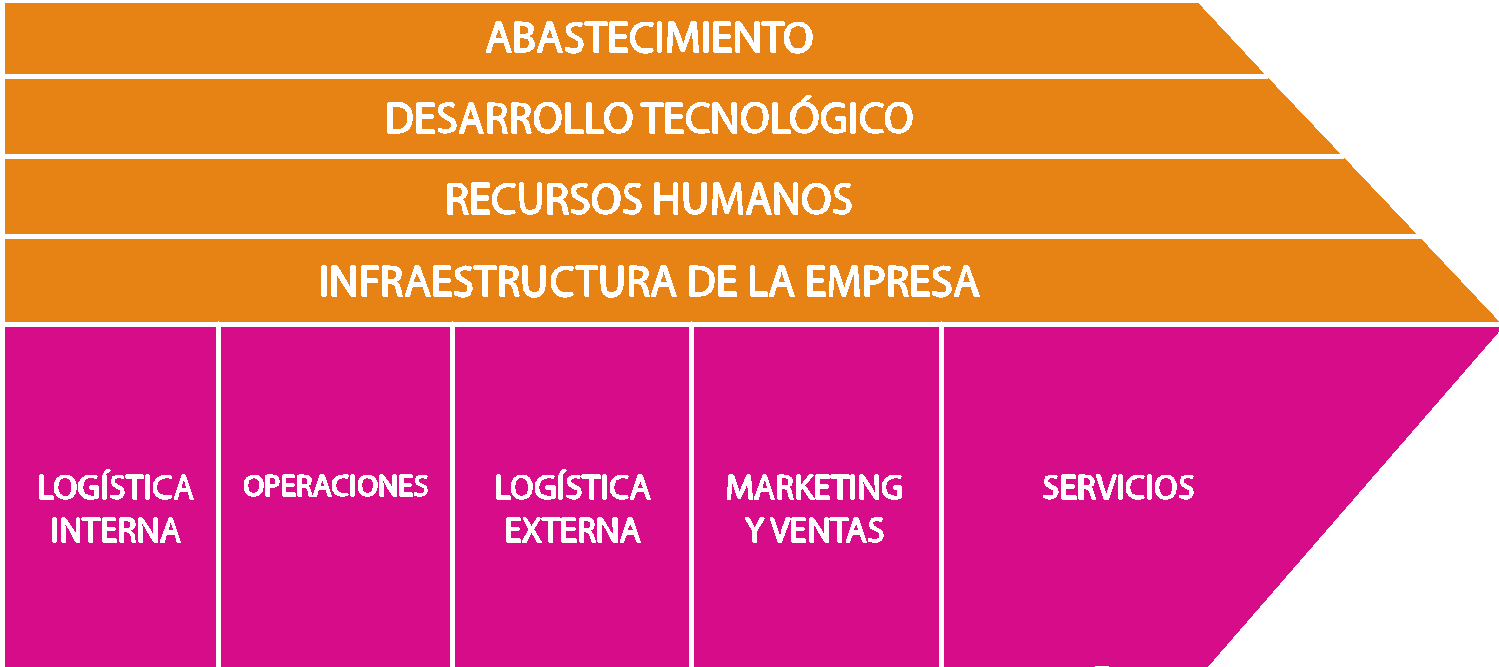 ABASTECIMIENTO
DESARROLLO TECNOLÓGICO
RECURSOS HUMANOS
INFRAESTRUCTURA DE LA EMPRESA
LOGÍSTICA
INTERNA
OPERACIONES
LOGÍSTICA
EXTERNA
MARKETING
Y VENTAS
SERVICIOS